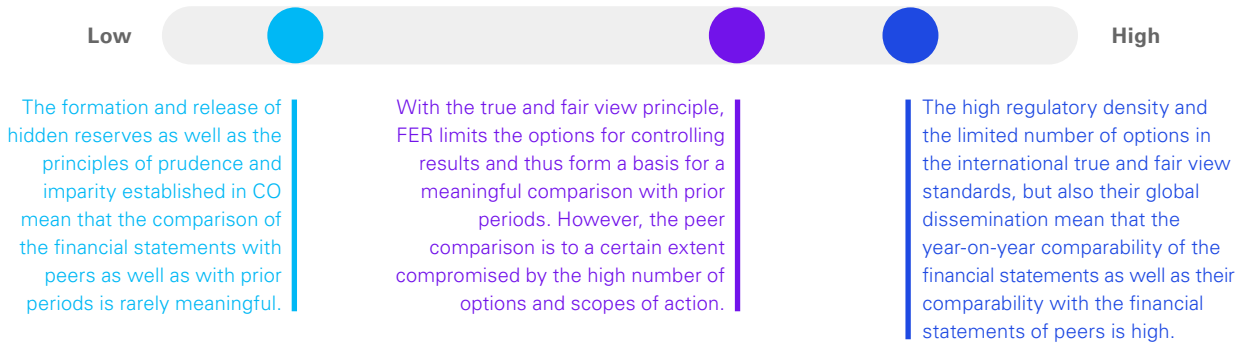 Low
High
The formation and release of
hidden reserves as well as the
principles of prudence and
imparity established in CO
mean that the comparison of
the financial statements with
peers as well as with prior
periods is rarely meaningful.
With the true and fair view principle,
FER limits the options for controlling
results and thus form a basis for a
meaningful comparison with prior
periods. However, the peer
comparison is to a certain extent
compromised by the high number of
options and scopes of action.
The high regulatory density and
the limited number of options in
the international true and fair view
standards, but also their global
dissemination mean that the
year-on-year comparability of the
financial statements as well as their
comparability with the financial
statements of peers is high.